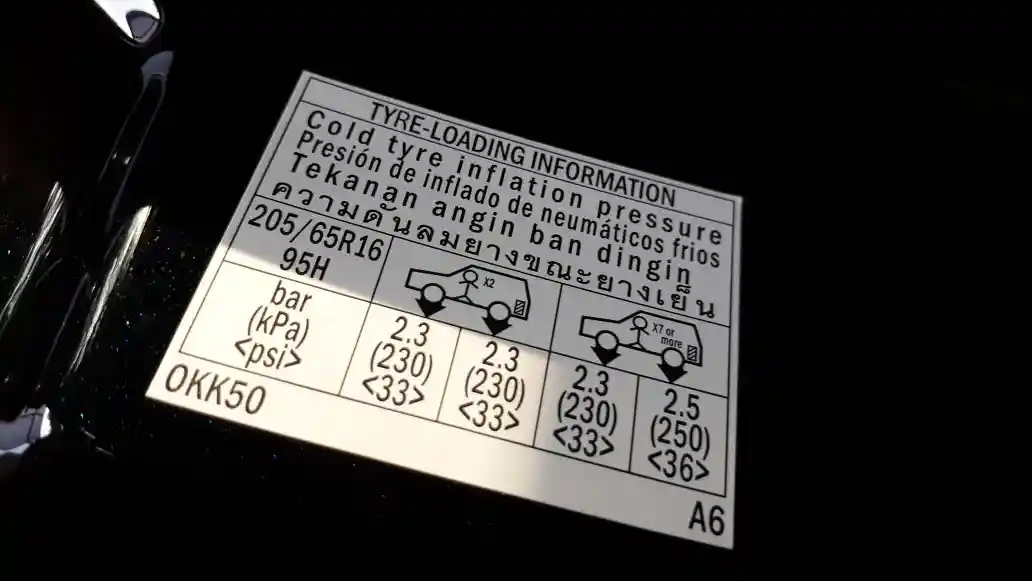 TYRE-LOADING INFORMATION
Cold tyre inflation pressure
Presión de inflado de neumáticos frios
Tekanan angin ban dingin
ความดันลมยางขณะยางเย็น
205/65R16
95H
X2
X7 or
more
bar
(kPa)
<psi>
2.3
(230)
<33>
2.3
(230)
<33>
2.3
(230)
<33>
2.5
(250)
<36>
0KK50
A6